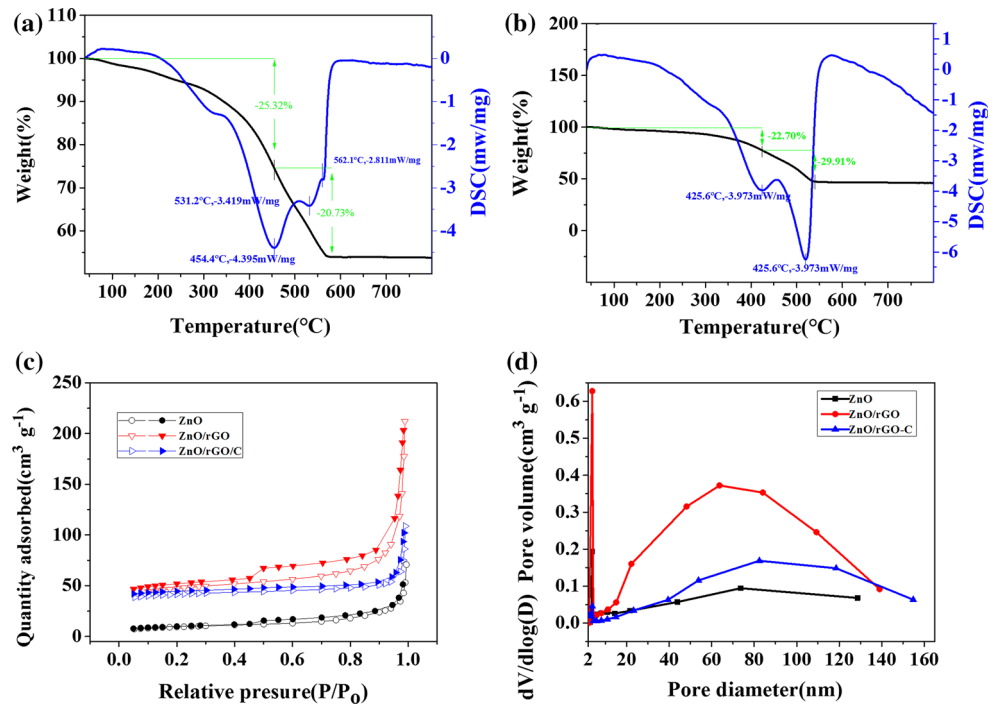 (a)
110
100
90
80
70
60
Weight(%)
0
-1
-2
-3
-4
DSC(mw/mg)
-25.32%
562.1°C,-2.811mW/mg
531.2°C,-3.419mW/mg
-20.73%
454.4°C,-4.395mW/mg
100 200 300 400 500 600 700
Temperature(°C)
(b)
200
150
100
50
0
Weight(%)
1
0
-1
-2
-3
-4
-5
-6
DSC(mw/mg)
-22.70%
-29.91%
425.6°C,-3.973mW/mg
425.6°C,-3.973mW/mg
100 200 300 400 500 600 700
Temperature(°C)
(c)
250
200
150
100
50
0
Quantity adsorbed(cm³ g⁻¹)
ZnO
ZnO/rGO
ZnO/rGO/C
0.0 0.2 0.4 0.6 0.8 1.0
Relative presure(P/Po)
(d)
0.6
0.5
0.4
0.3
0.2
0.1
0.0
dV/dlog(D) Pore volume(cm³ g⁻¹)
ZnO
ZnO/rGO
ZnO/rGO-C
2 20 40 60 80 100 120 140 160
Pore diameter(nm)